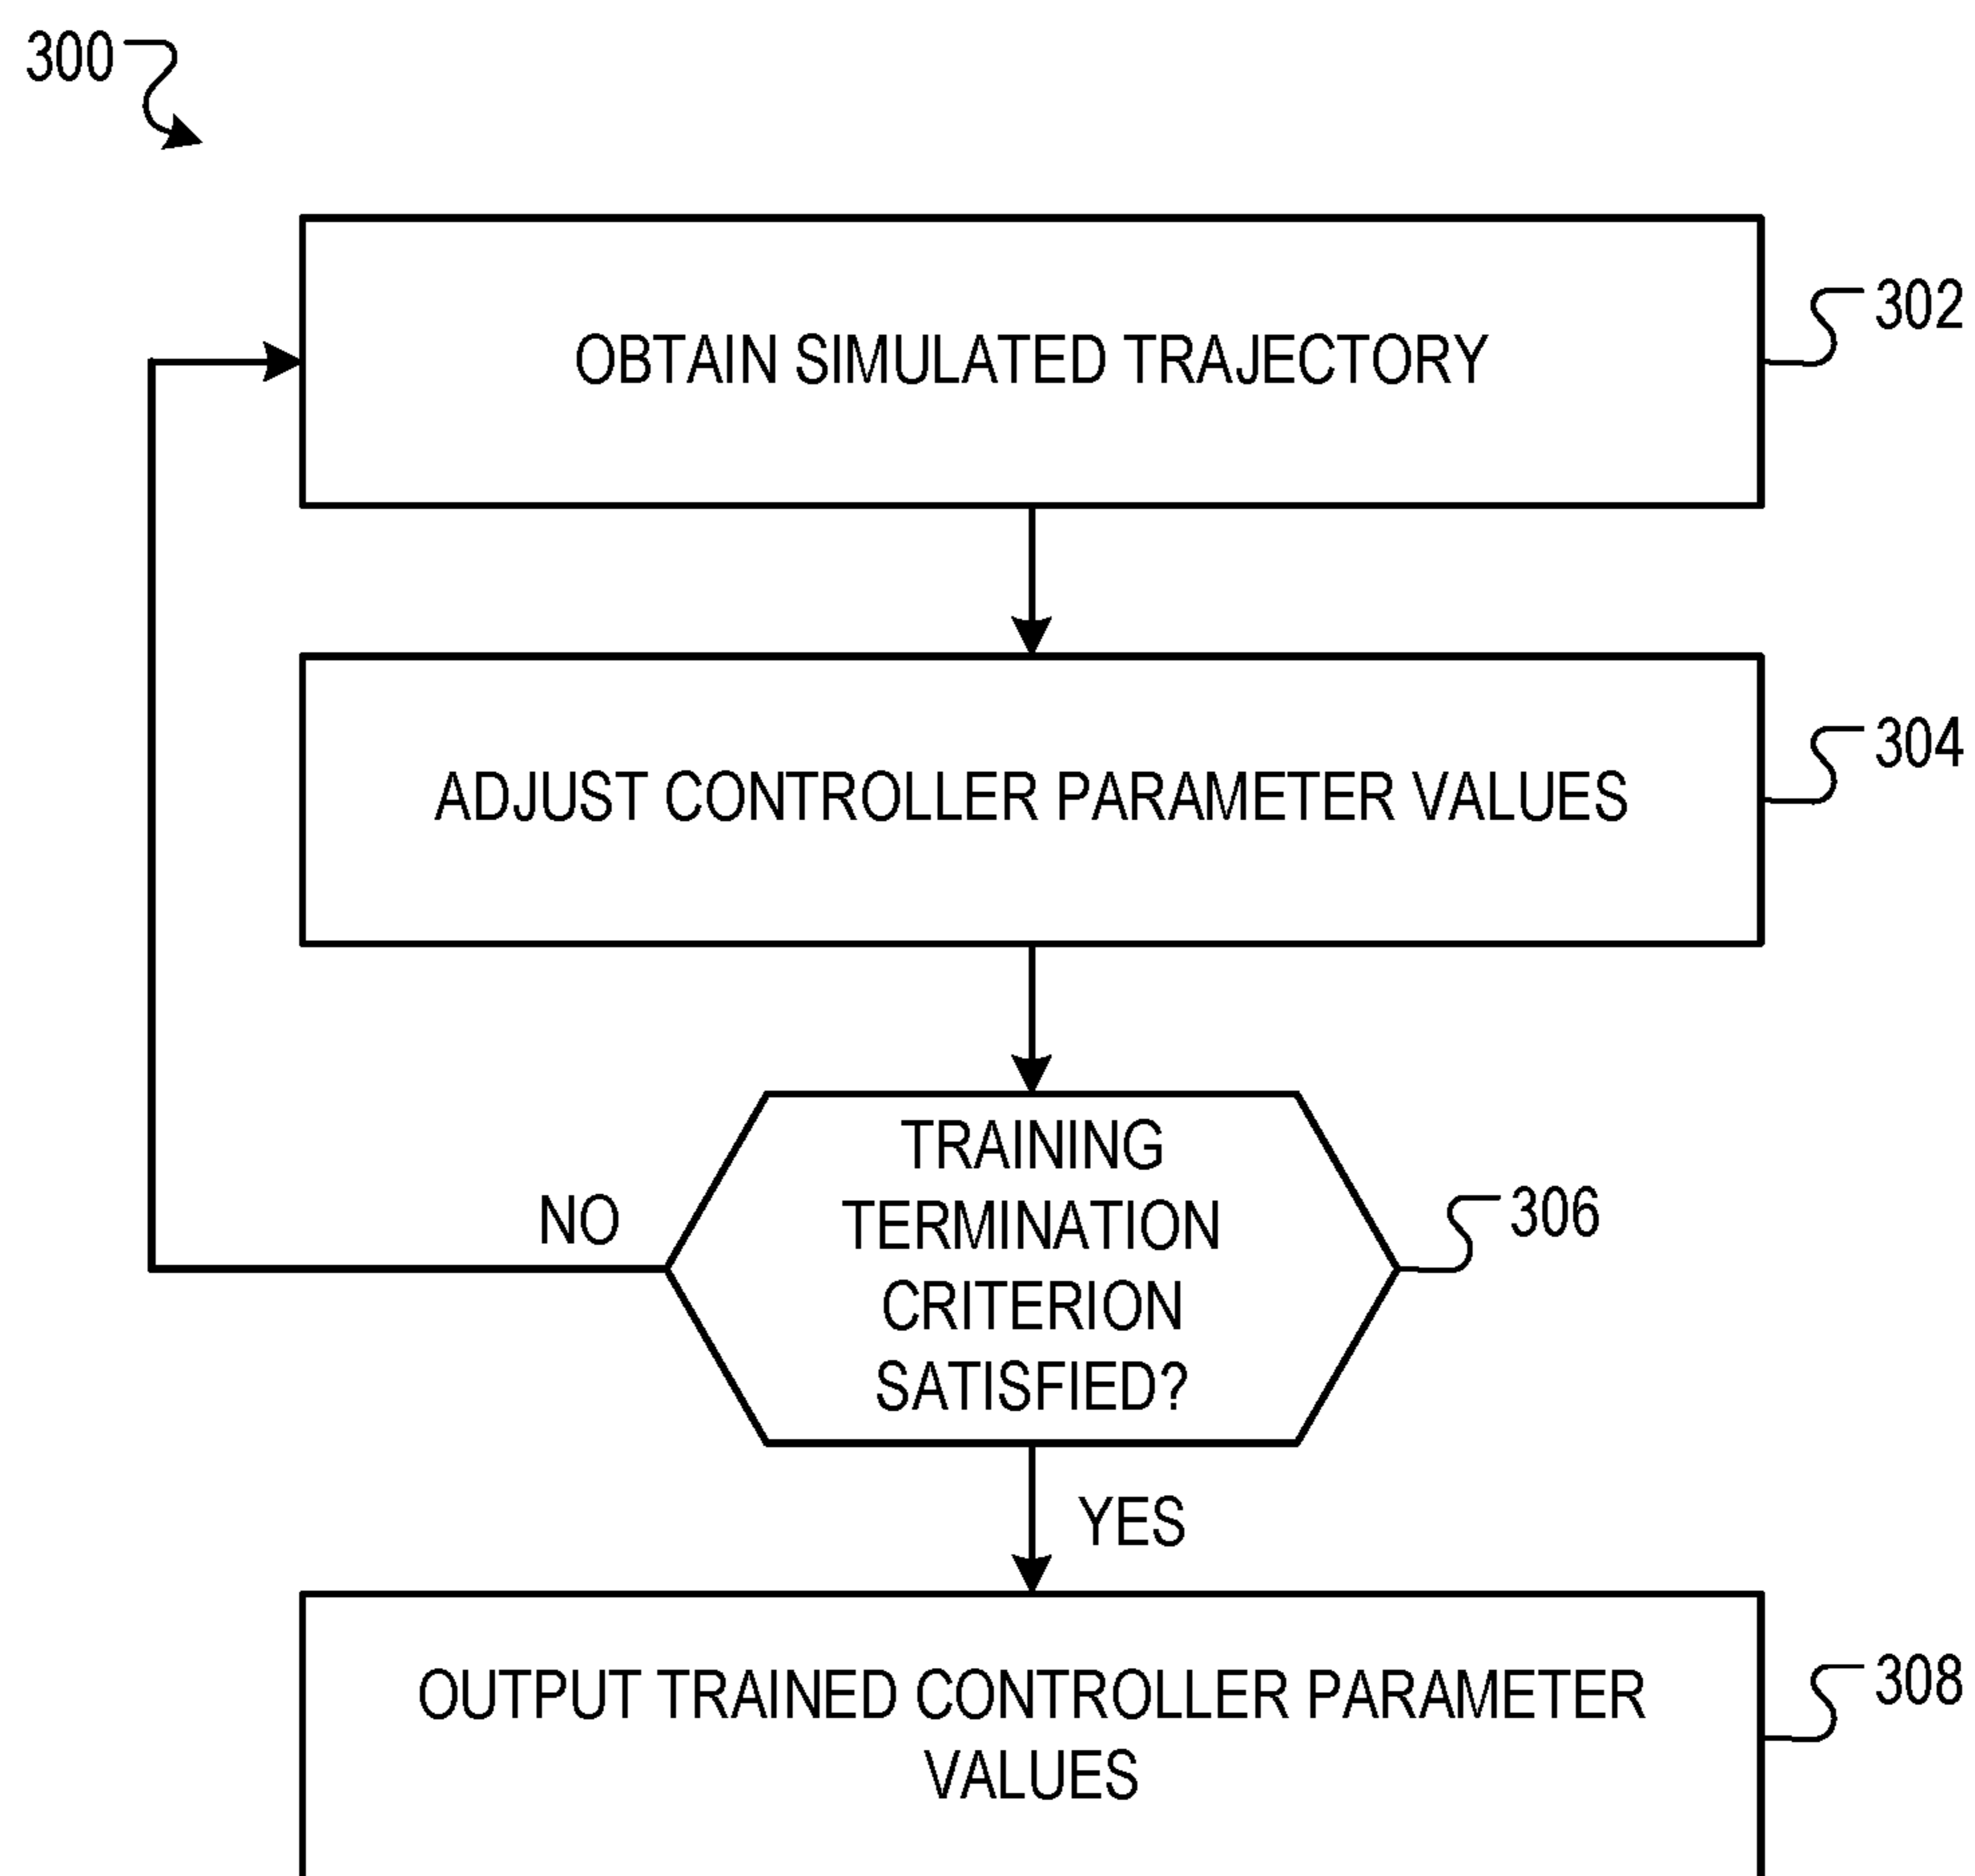 300
OBTAIN SIMULATED TRAJECTORY
302
ADJUST CONTROLLER PARAMETER VALUES
304
TRAINING
TERMINATION
CRITERION
SATISFIED?
NO
306
YES
OUTPUT TRAINED CONTROLLER PARAMETER
VALUES
308